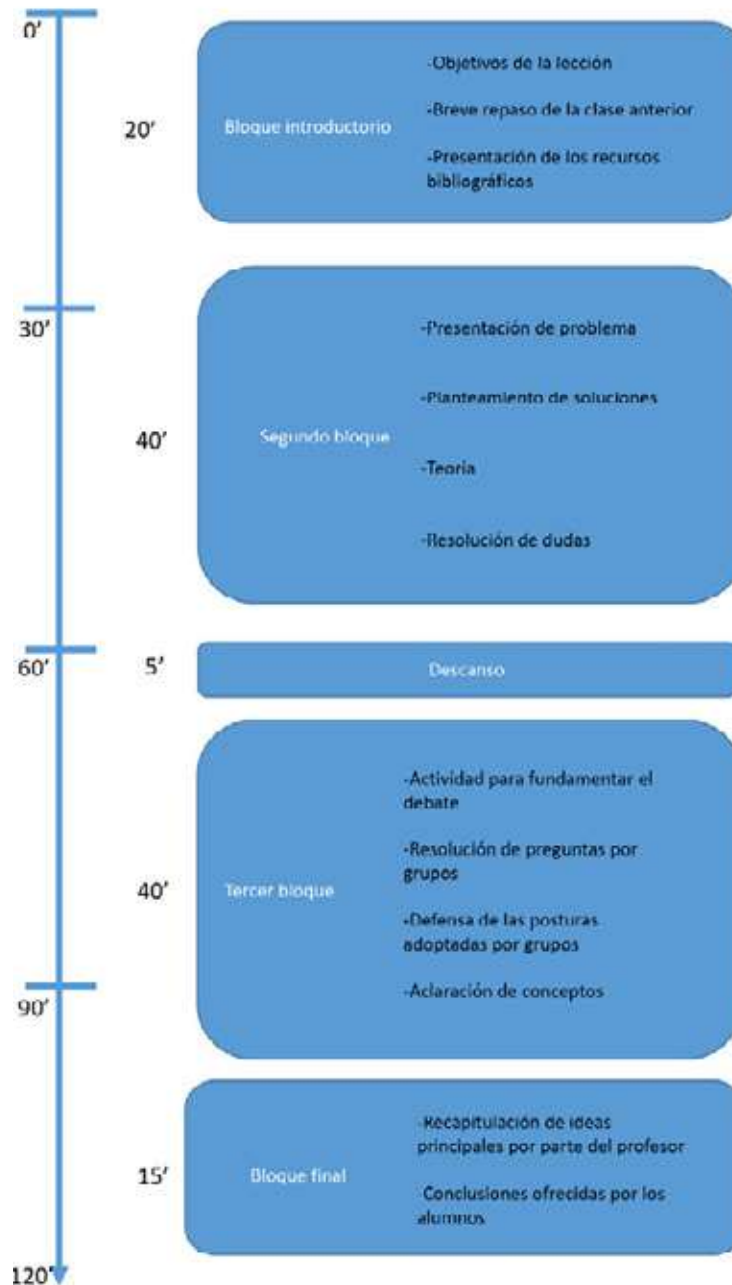 0'
20'
Bloque introductorio
-Objetivos de la lección
-Breve repaso de la clase anterior
-Presentación de los recursos
bibliográficos
30'
40'
Segundo bloque
-Presentación de problema
-Planteamiento de soluciones
-Teoría
-Resolución de dudas
60'
5'
Descanso
40'
Tercer bloque
-Actividad para fundamentar el
debate
-Resolución de preguntas por
grupos
-Defensa de las posturas
adoptadas por grupos
-Aclaración de conceptos
90'
15'
Bloque final
-Recapitulación de ideas
principales por parte del profesor
-Conclusiones ofrecidas por los
alumnos
120'